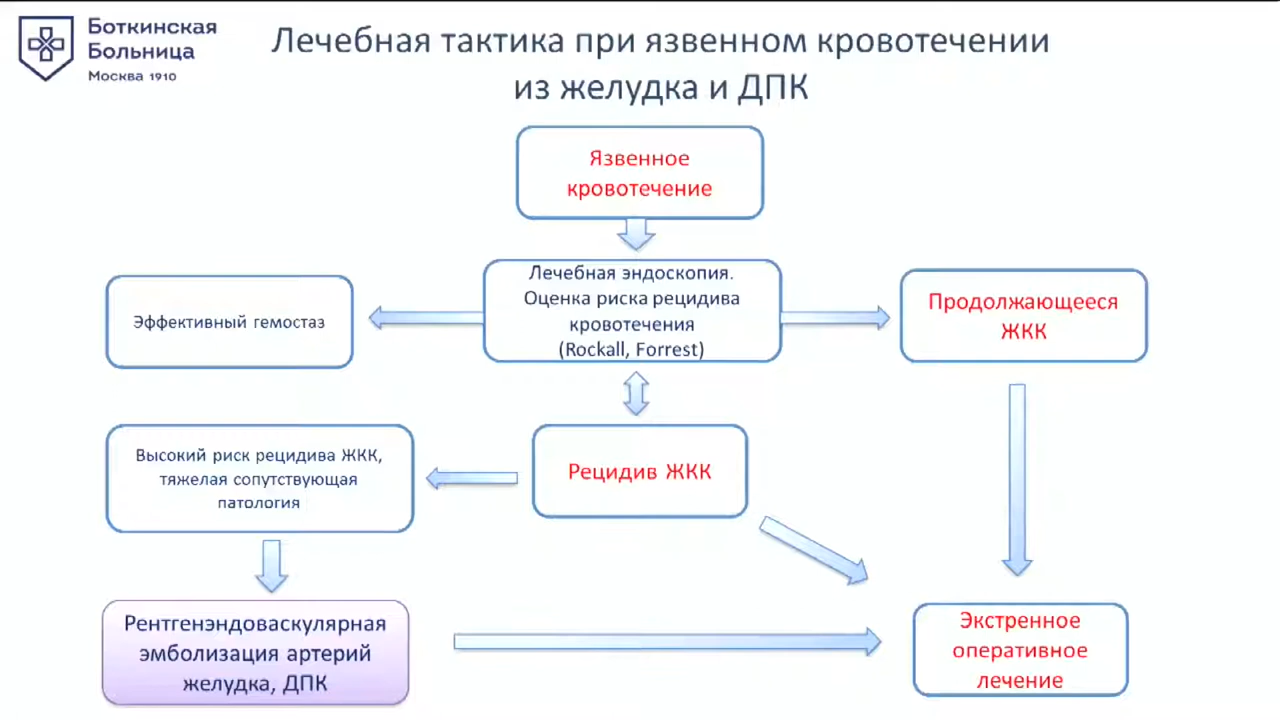 Боткинская
Больница
Москва 1910
Лечебная тактика при язвенном кровотечении
из желудка и ДПК
Язвенное
кровотечение
Лечебная эндоскопия.
Оценка риска рецидива
кровотечения
(Rockall, Forrest)
Эффективный гемостаз
Продолжающееся
ЖКК
Высокий риск рецидива ЖКК,
тяжелая сопутствующая
патология
Рецидив ЖКК
Рентгенэндоваскулярная
эмболизация артерий
желудка, ДПК
Экстренное
оперативное
лечение